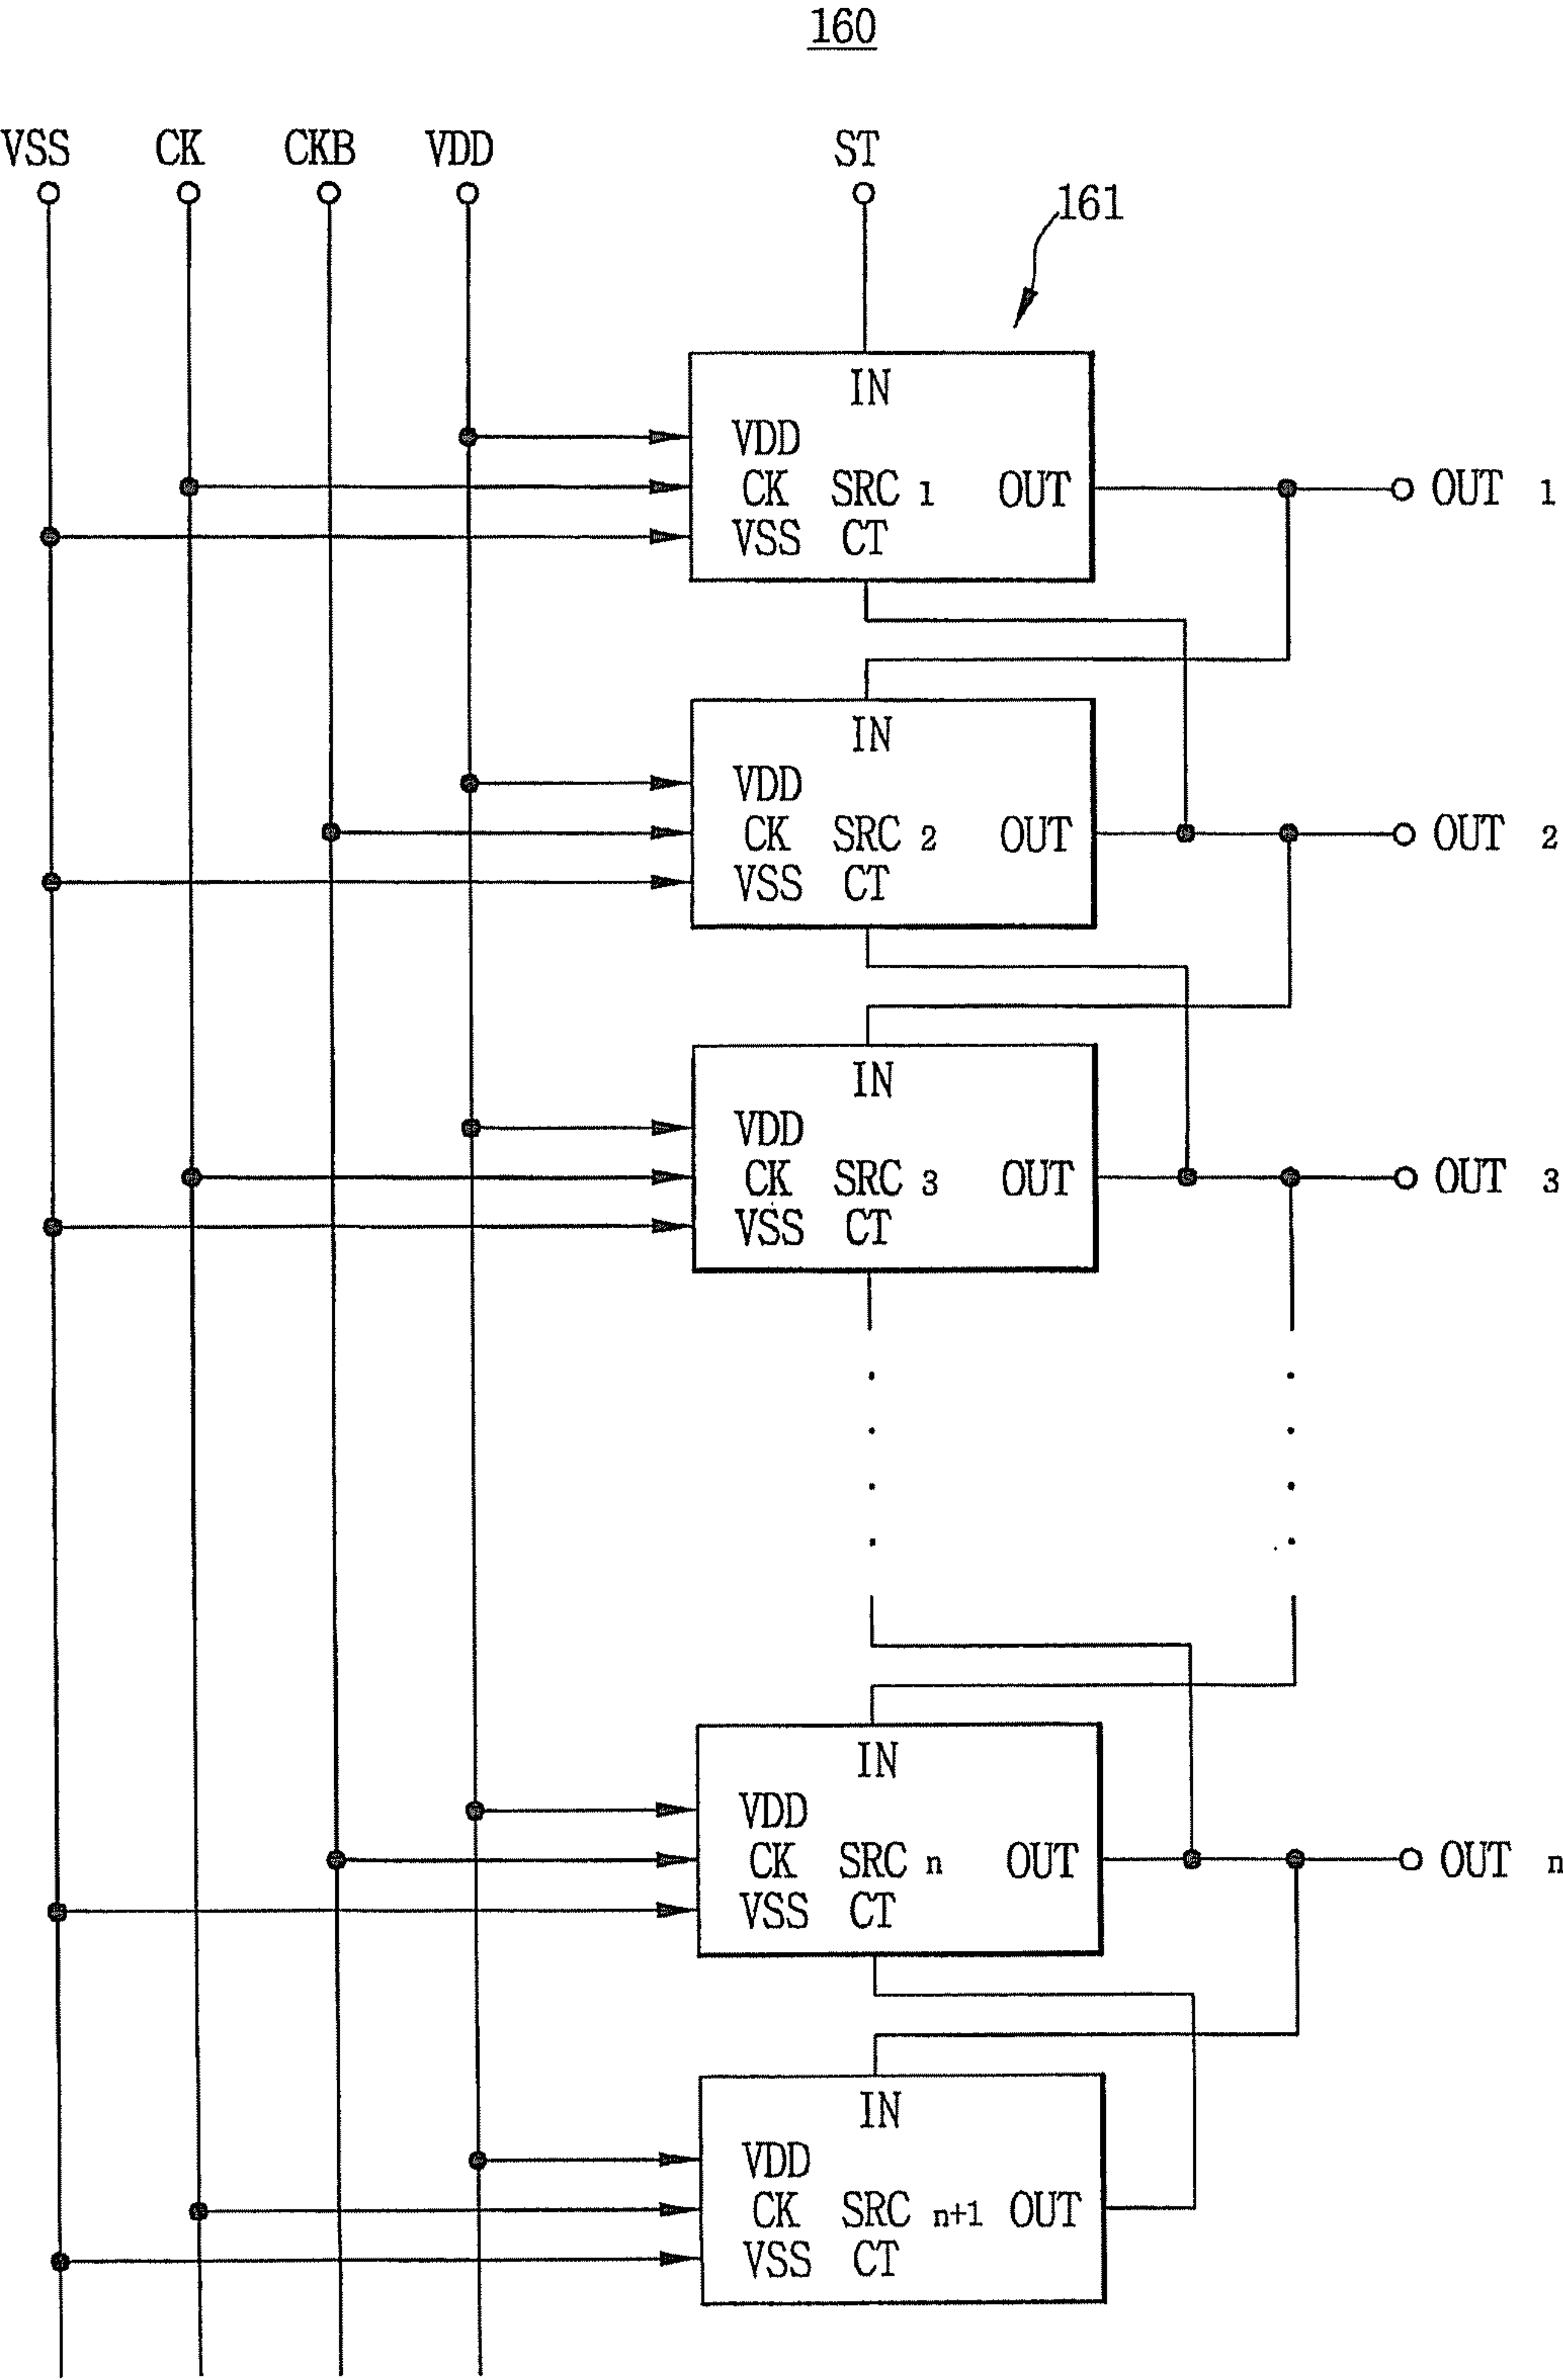 160
VSS CK CKB VDD ST
161
IN
VDD
CK SRC 1 OUT OUT 1
VSS CT
IN
VDD
CK SRC 2 OUT OUT 2
VSS CT
IN
VDD
CK SRC 3 OUT OUT 3
VSS CT
IN
VDD
CK SRC n OUT OUT n
VSS CT
IN
VDD
CK SRC n+1 OUT
VSS CT